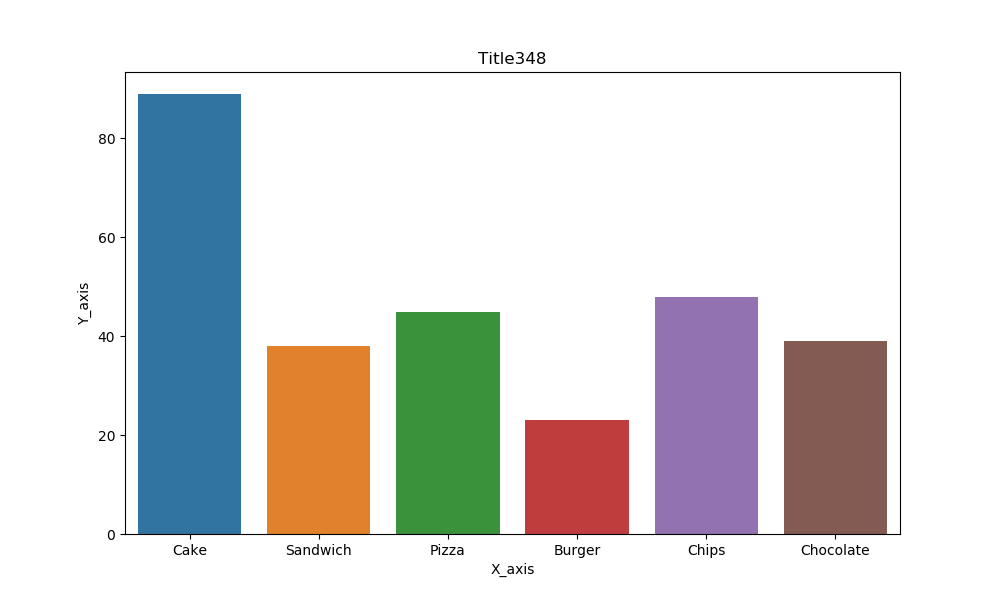 Title348
Y_axis
80
60
40
20
0
Cake Sandwich Pizza Burger Chips Chocolate
X_axis